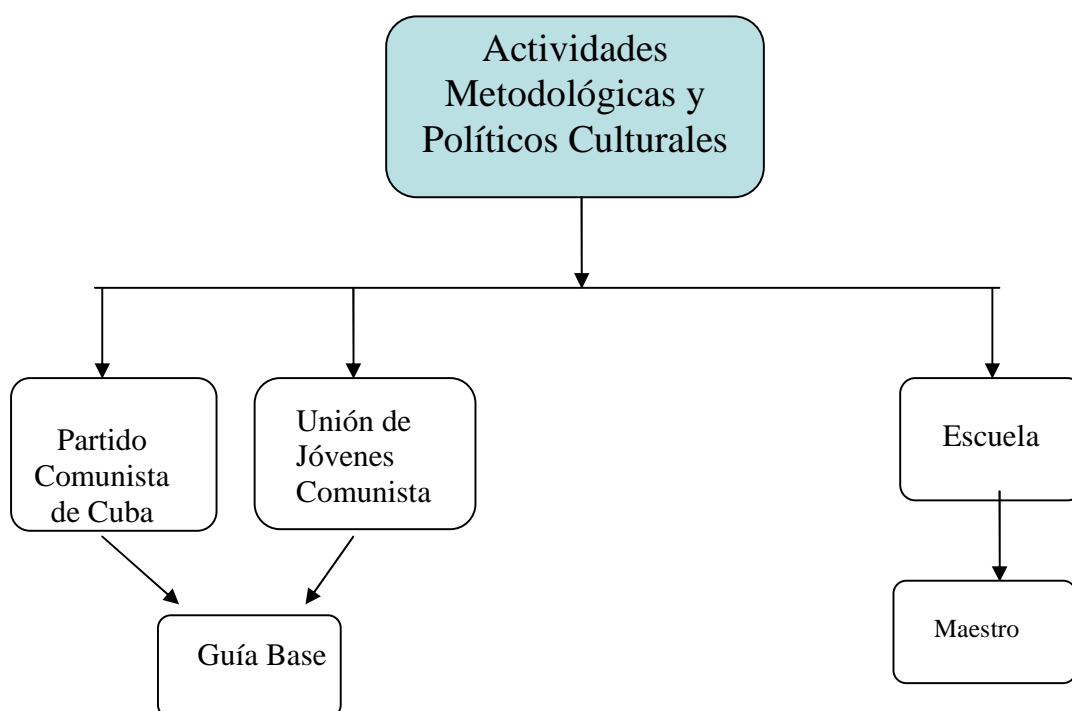 Actividades
Metodológicas y
Políticos Culturales
Partido
Comunista
de Cuba
Unión de
Jóvenes
Comunista
Escuela
Guía Base
Maestro